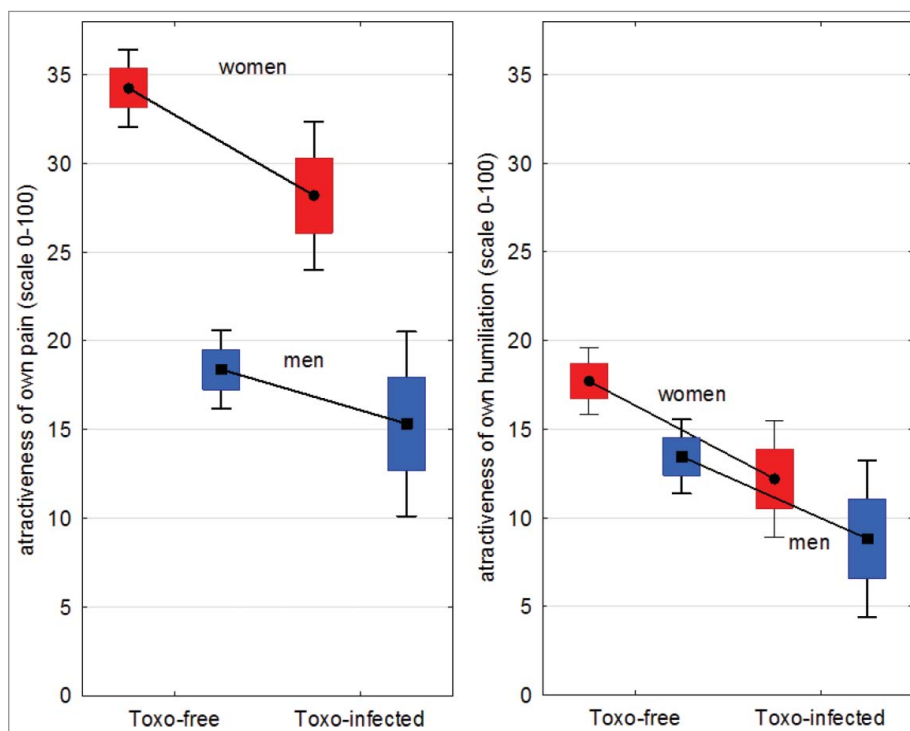 atractiveness of own pain (scale 0-100)
35
30
25
20
15
10
5
0
women
men
Toxo-free
Toxo-infected
atractiveness of own humiliation (scale 0-100)
35
30
25
20
15
10
5
0
women
men
Toxo-free
Toxo-infected